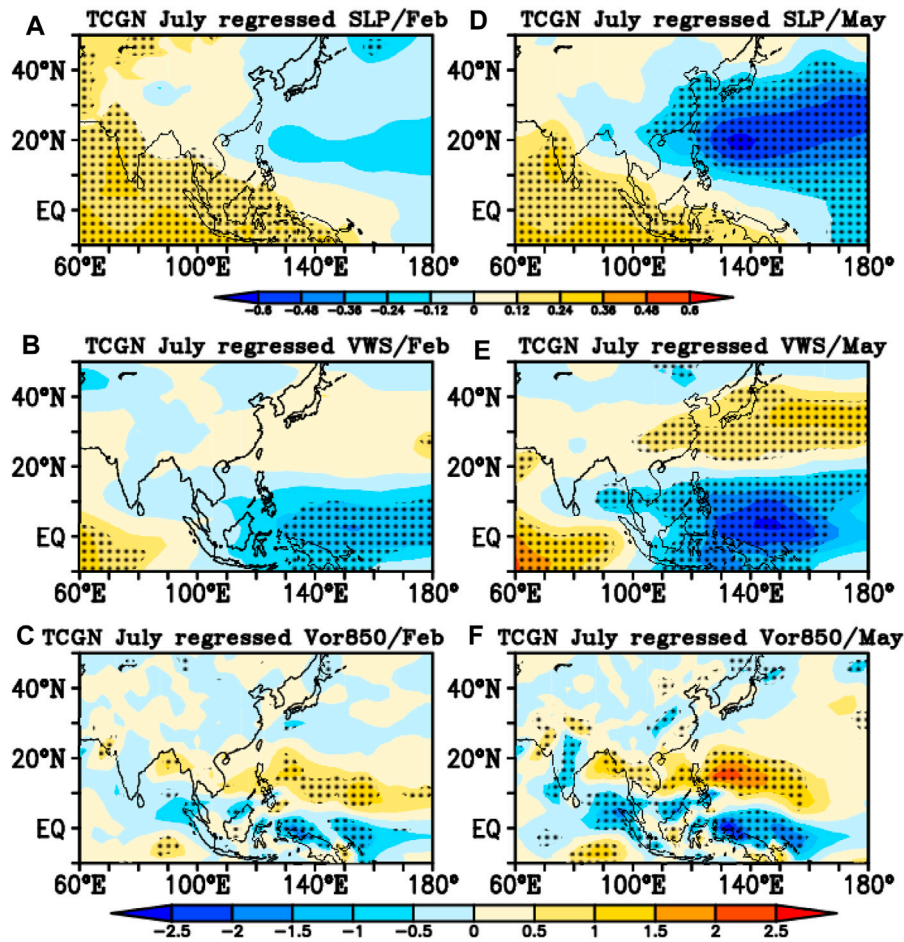 A TCGN July regressed SLP/Feb
40°N
20°N
EQ
60°E 100°E 140°E 180°
D TCGN July regressed SLP/May
40°N
20°N
EQ
60°E 100°E 140°E 180°
-0.6 -0.48 -0.36 -0.24 -0.12 0 0.12 0.24 0.36 0.48 0.6
B TCGN July regressed VWS/Feb
40°N
20°N
EQ
60°E 100°E 140°E 180°
E TCGN July regressed VWS/May
40°N
20°N
EQ
60°E 100°E 140°E 180°
C TCGN July regressed Vor850/Feb
40°N
20°N
EQ
60°E 100°E 140°E 180°
F TCGN July regressed Vor850/May
40°N
20°N
EQ
60°E 100°E 140°E 180°
-2.5 -2 -1.5 -1 -0.5 0 0.5 1 1.5 2 2.5